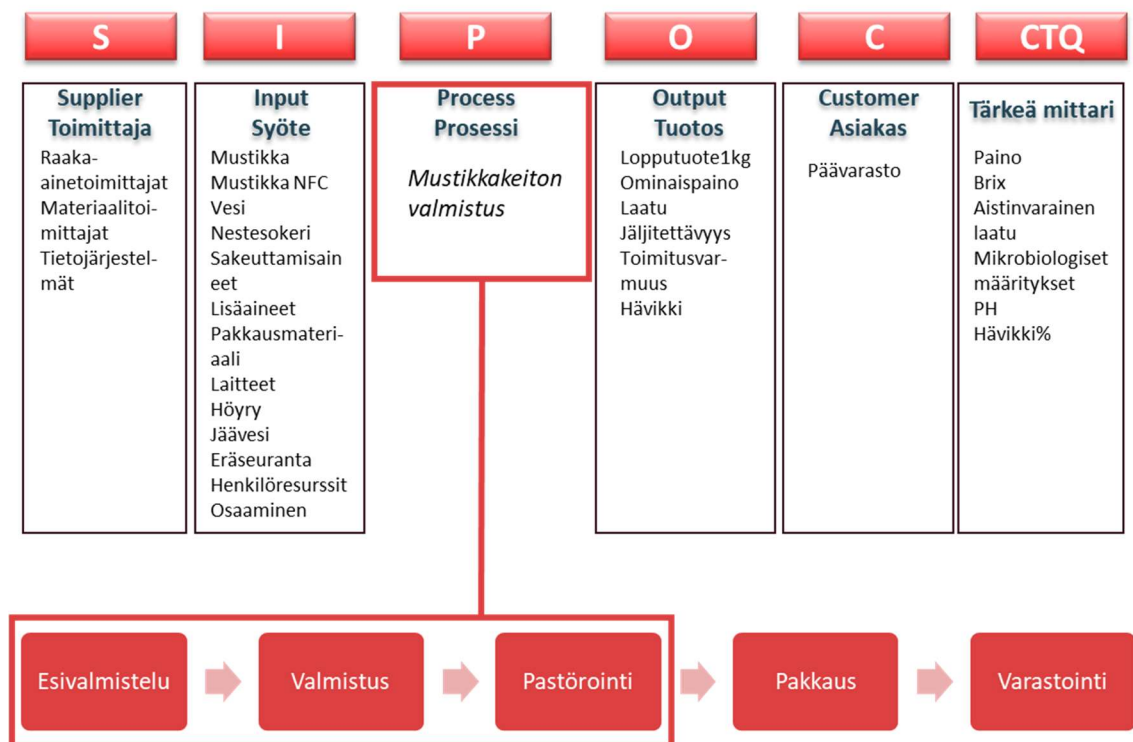 S
I
P
O
C
CTQ
Supplier
Toimittaja
Raaka-
ainetoimittajat
Materiaalitoi-
mittajat
Tietojärjestel-
mät
Input
Syöte
Mustikka
Mustikka NFC
Vesi
Nestesokeri
Sakeuttamisain
eet
Lisäaineet
Pakkausmateri-
aali
Laitteet
Höyry
Jäävesi
Eräseuranta
Henkilöresurssit
Osaaminen
Process
Prosessi
Mustikkakeiton
valmistus
Output
Tuotos
Lopputuote1kg
Ominaispaino
Laatu
Jäljitettävyys
Toimitusvar-
muus
Hävikki
Customer
Asiakas
Päävarasto
Tärkeä mittari
Paino
Brix
Aistinvarainen
laatu
Mikrobiologiset
määritykset
PH
Hävikki%
Esivalmistelu
Valmistus
Pastörointi
Pakkaus
Varastointi